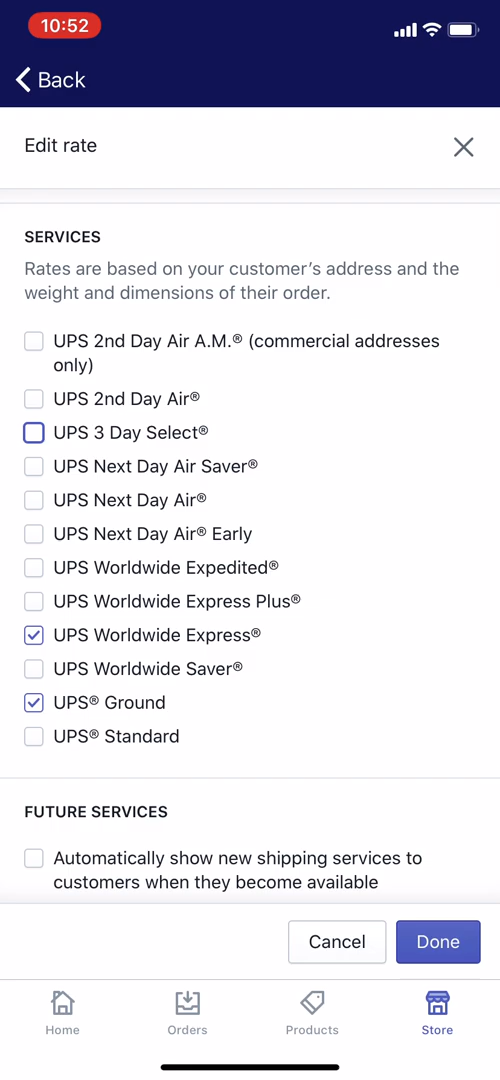 10:52
Back
Edit rate
SERVICES
Rates are based on your customer’s address and the
weight and dimensions of their order.
UPS 2nd Day Air A.M.® (commercial addresses
only)
UPS 2nd Day Air®
UPS 3 Day Select®
UPS Next Day Air Saver®
UPS Next Day Air®
UPS Next Day Air® Early
UPS Worldwide Expedited®
UPS Worldwide Express Plus®
UPS Worldwide Express®
UPS Worldwide Saver®
UPS® Ground
UPS® Standard
FUTURE SERVICES
Automatically show new shipping services to
customers when they become available
Cancel Done
Home Orders Products Store